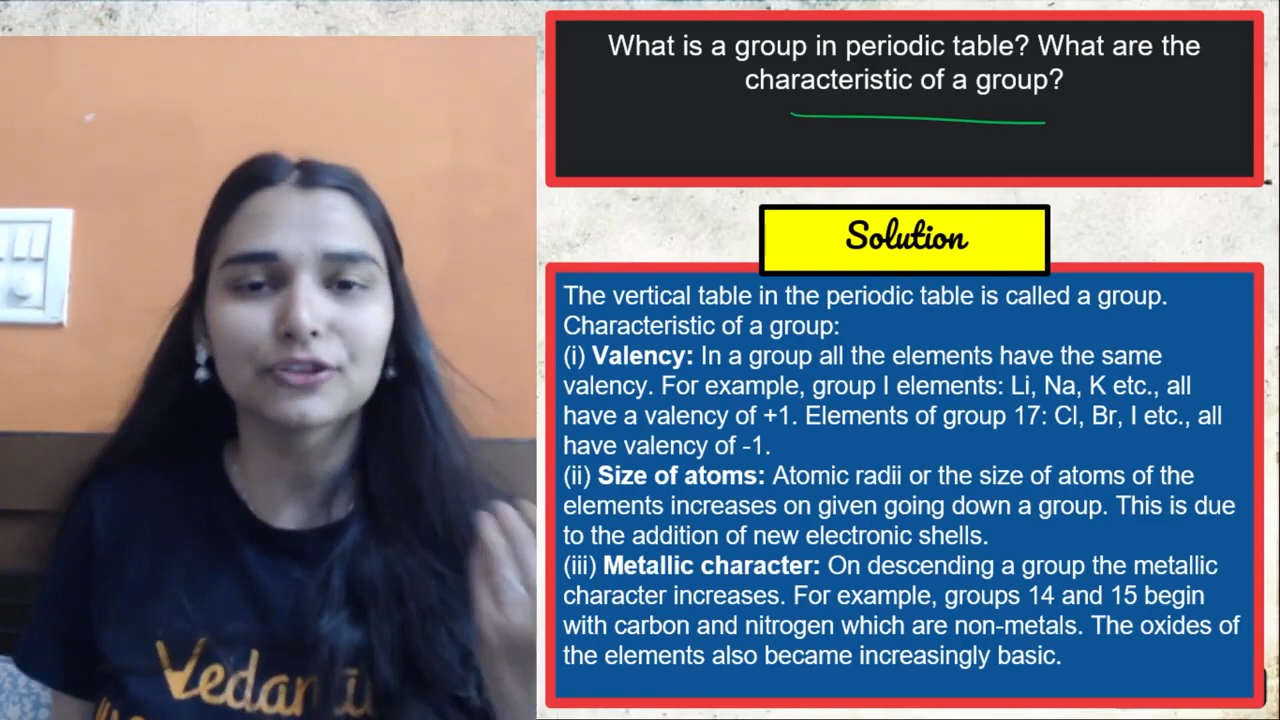 What is a group in periodic table? What are the
characteristic of a group?
Solution
The vertical table in the periodic table is called a group.
Characteristic of a group:
(i) Valency: In a group all the elements have the same
valency. For example, group I elements: Li, Na, K etc., all
have a valency of +1. Elements of group 17: Cl, Br, I etc., all
have valency of -1.
(ii) Size of atoms: Atomic radii or the size of atoms of the
elements increases on given going down a group. This is due
to the addition of new electronic shells.
(iii) Metallic character: On descending a group the metallic
character increases. For example, groups 14 and 15 begin
with carbon and nitrogen which are non-metals. The oxides of
the elements also became increasingly basic.